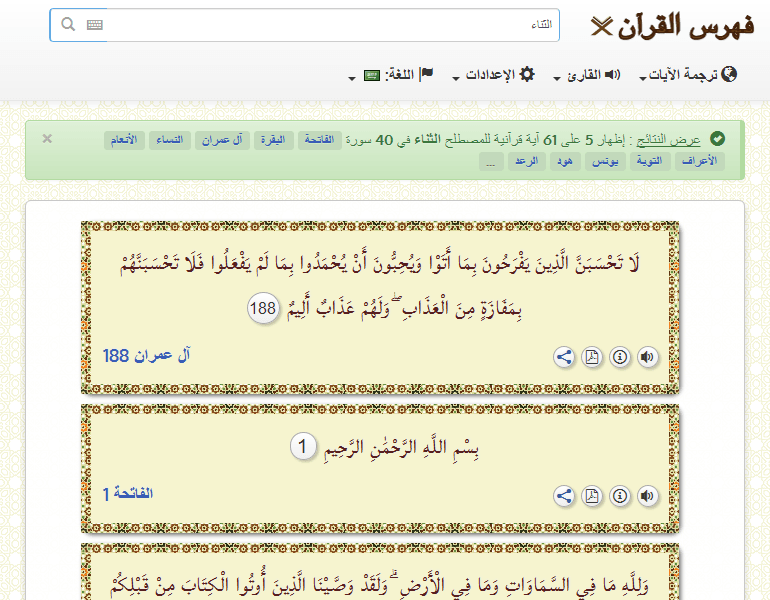 فهرس القرآن
الثناء
ترجمة الآيات
القارئ
الإعدادات
اللغة:
عرض النتائج : إظهار 5 على 61 آية قرآنية للمصطلح الثناء في 40 سورة الفاتحة البقرة آل عمران النساء الأنعام ×
الأعراف التوبة يونس هود الرعد ...
لَا تَحْسَبَنَّ الَّذِينَ يَفْرَحُونَ بِمَا أَتَوْا وَيُحِبُّونَ أَنْ يُحْمَدُوا بِمَا لَمْ يَفْعَلُوا فَلَا تَحْسَبَنَّهُمْ
بِمَفَازَةٍ مِنَ الْعَذَابِ ۖ وَلَهُمْ عَذَابٌ أَلِيمٌ 188
آل عمران 188
بِسْمِ اللَّهِ الرَّحْمَٰنِ الرَّحِيمِ 1
الفاتحة 1
وَلِلَّهِ مَا فِي السَّمَاوَاتِ وَمَا فِي الْأَرْضِ ۗ وَلَقَدْ وَصَّيْنَا الَّذِينَ أُوتُوا الْكِتَابَ مِنْ قَبْلِكُمْ